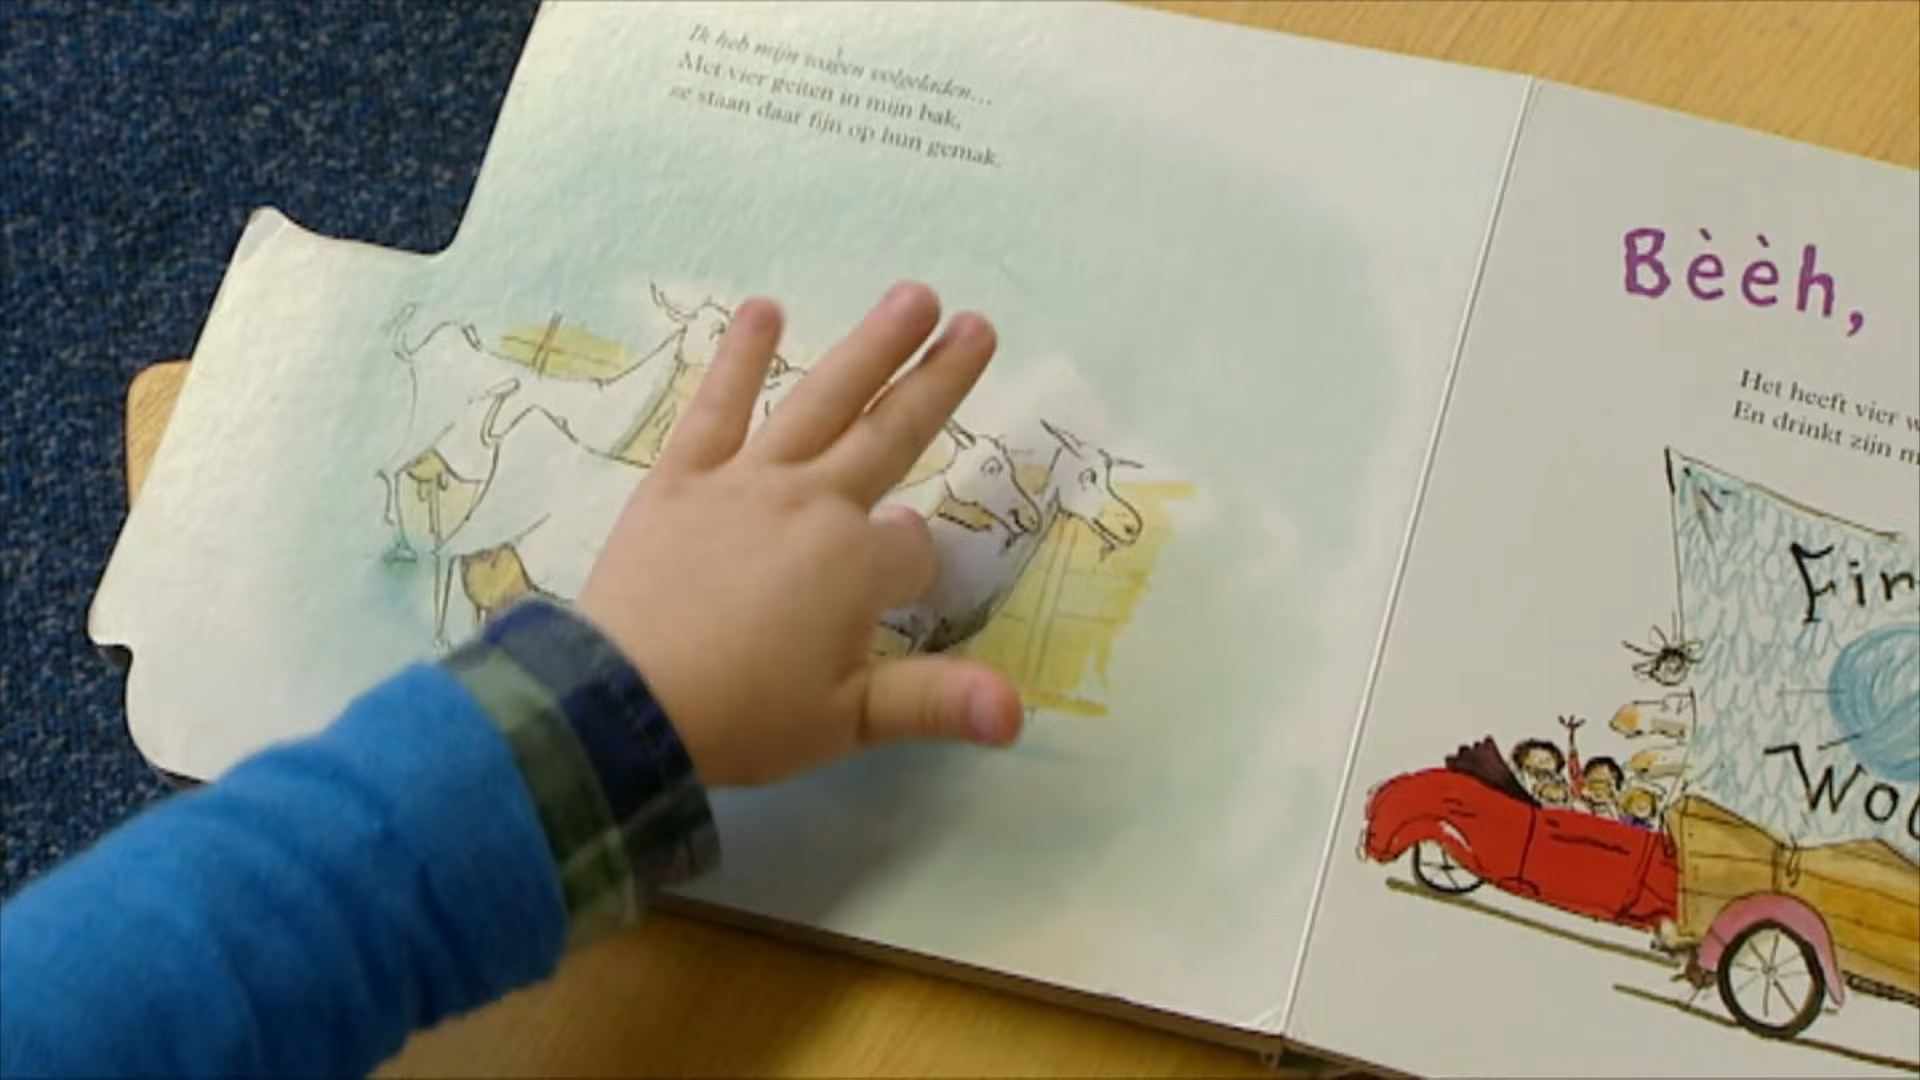 Ik heb mijn wagen volgeladen...
Met vier geiten in mijn bak,
ze staan daar fijn op hun gemak.
Bèèh,
Het heeft vier
En drinkt zijn